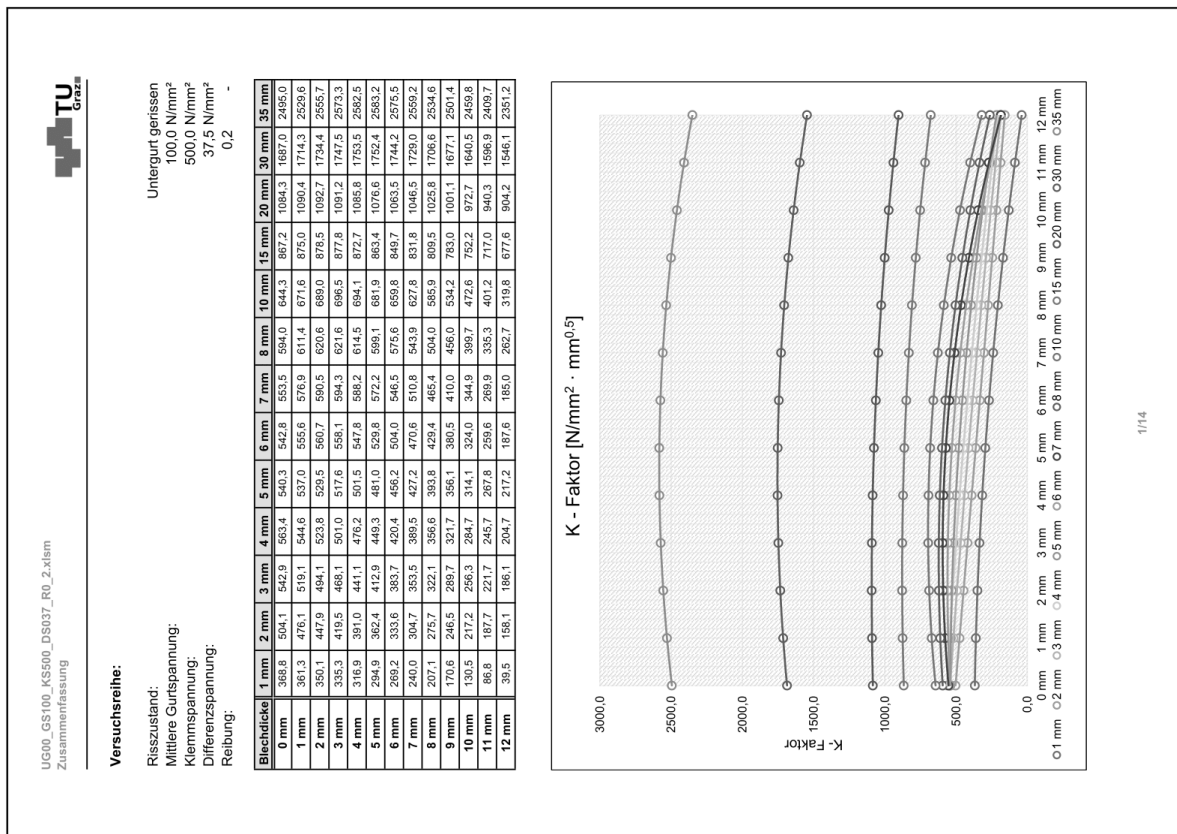 UG00_GS100_KS500_DS037_R0_2.xlsm
Zusammenfassung
TU
Graz
Versuchsreihe:
Risszustand: Untergurt gerissen
Mittlere Gurtspannung: 100,0 N/mm²
Klemmspannung: 500,0 N/mm²
Differenzspannung: 37,5 N/mm²
Reibung: 0,2 -
Blechdicke 1 mm 2 mm 3 mm 4 mm 5 mm 6 mm 7 mm 8 mm 10 mm 15 mm 20 mm 30 mm 35 mm
0 mm 368,8 504,1 542,9 563,4 540,3 542,8 553,5 594,0 644,3 867,2 1084,3 1687,0 2495,0
1 mm 361,3 476,1 519,1 544,6 537,0 555,6 576,9 611,4 671,6 875,0 1090,4 1714,3 2529,6
2 mm 350,1 447,9 494,1 523,8 529,5 560,7 590,5 620,6 689,0 878,5 1092,7 1734,4 2555,7
3 mm 335,3 419,5 468,1 501,0 517,6 558,1 594,3 621,6 696,5 877,8 1091,2 1747,5 2573,3
4 mm 316,9 391,0 441,1 476,2 501,5 547,8 588,2 614,5 694,1 872,7 1085,8 1753,5 2582,5
5 mm 294,9 362,4 412,9 449,3 481,0 529,8 572,2 599,1 681,9 863,4 1076,6 1752,4 2583,2
6 mm 269,2 333,6 383,7 420,4 456,2 504,0 546,5 575,6 659,8 849,7 1063,5 1744,2 2575,5
7 mm 240,0 304,7 353,5 389,5 427,2 470,6 510,8 543,9 627,8 831,8 1046,5 1729,0 2559,2
8 mm 207,1 275,7 322,1 356,6 393,8 429,4 465,4 504,0 585,9 809,5 1025,8 1706,6 2534,6
9 mm 170,6 246,5 289,7 321,7 356,1 380,5 410,0 456,0 534,2 783,0 1001,1 1677,1 2501,4
10 mm 130,5 217,2 256,3 284,7 314,1 324,0 344,9 399,7 472,6 752,2 972,7 1640,5 2459,8
11 mm 86,8 187,7 221,7 245,7 267,8 259,6 269,9 335,3 401,2 717,0 940,3 1596,9 2409,7
12 mm 39,5 158,1 186,1 204,7 217,2 187,6 185,0 262,7 319,8 677,6 904,2 1546,1 2351,2
K - Faktor [N/mm² · mm^0,5]
K - Faktor
3000,0
2500,0
2000,0
1500,0
1000,0
500,0
0,0
0 mm 1 mm 2 mm 3 mm 4 mm 5 mm 6 mm 7 mm 8 mm 9 mm 10 mm 11 mm 12 mm
1 mm 2 mm 3 mm 4 mm 5 mm 6 mm 7 mm 8 mm 10 mm 15 mm 20 mm 30 mm 35 mm
1/14